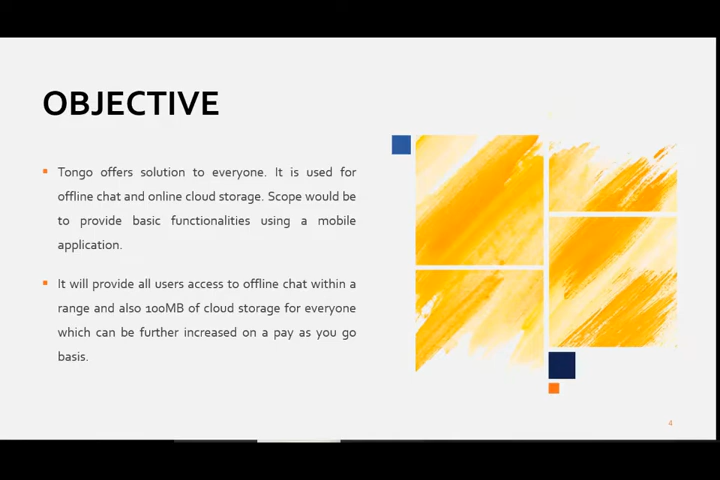 OBJECTIVE
Tongo offers solution to everyone. It is used for
offline chat and online cloud storage. Scope would be
to provide basic functionalities using a mobile
application.
It will provide all users access to offline chat within a
range and also 100MB of cloud storage for everyone
which can be further increased on a pay as you go
basis.
4